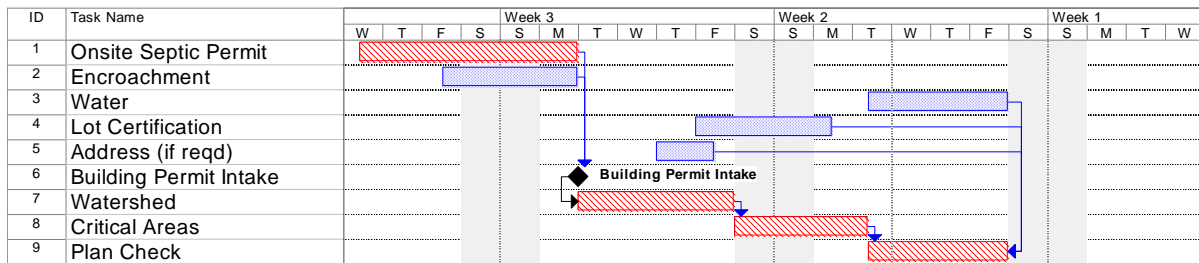 ID Task Name Week 3 Week 2 Week 1
W T F S S M T W T F S S M T W T F S S M T W
1 Onsite Septic Permit
2 Encroachment
3 Water
4 Lot Certification
5 Address (if reqd)
6 Building Permit Intake Building Permit Intake
7 Watershed
8 Critical Areas
9 Plan Check